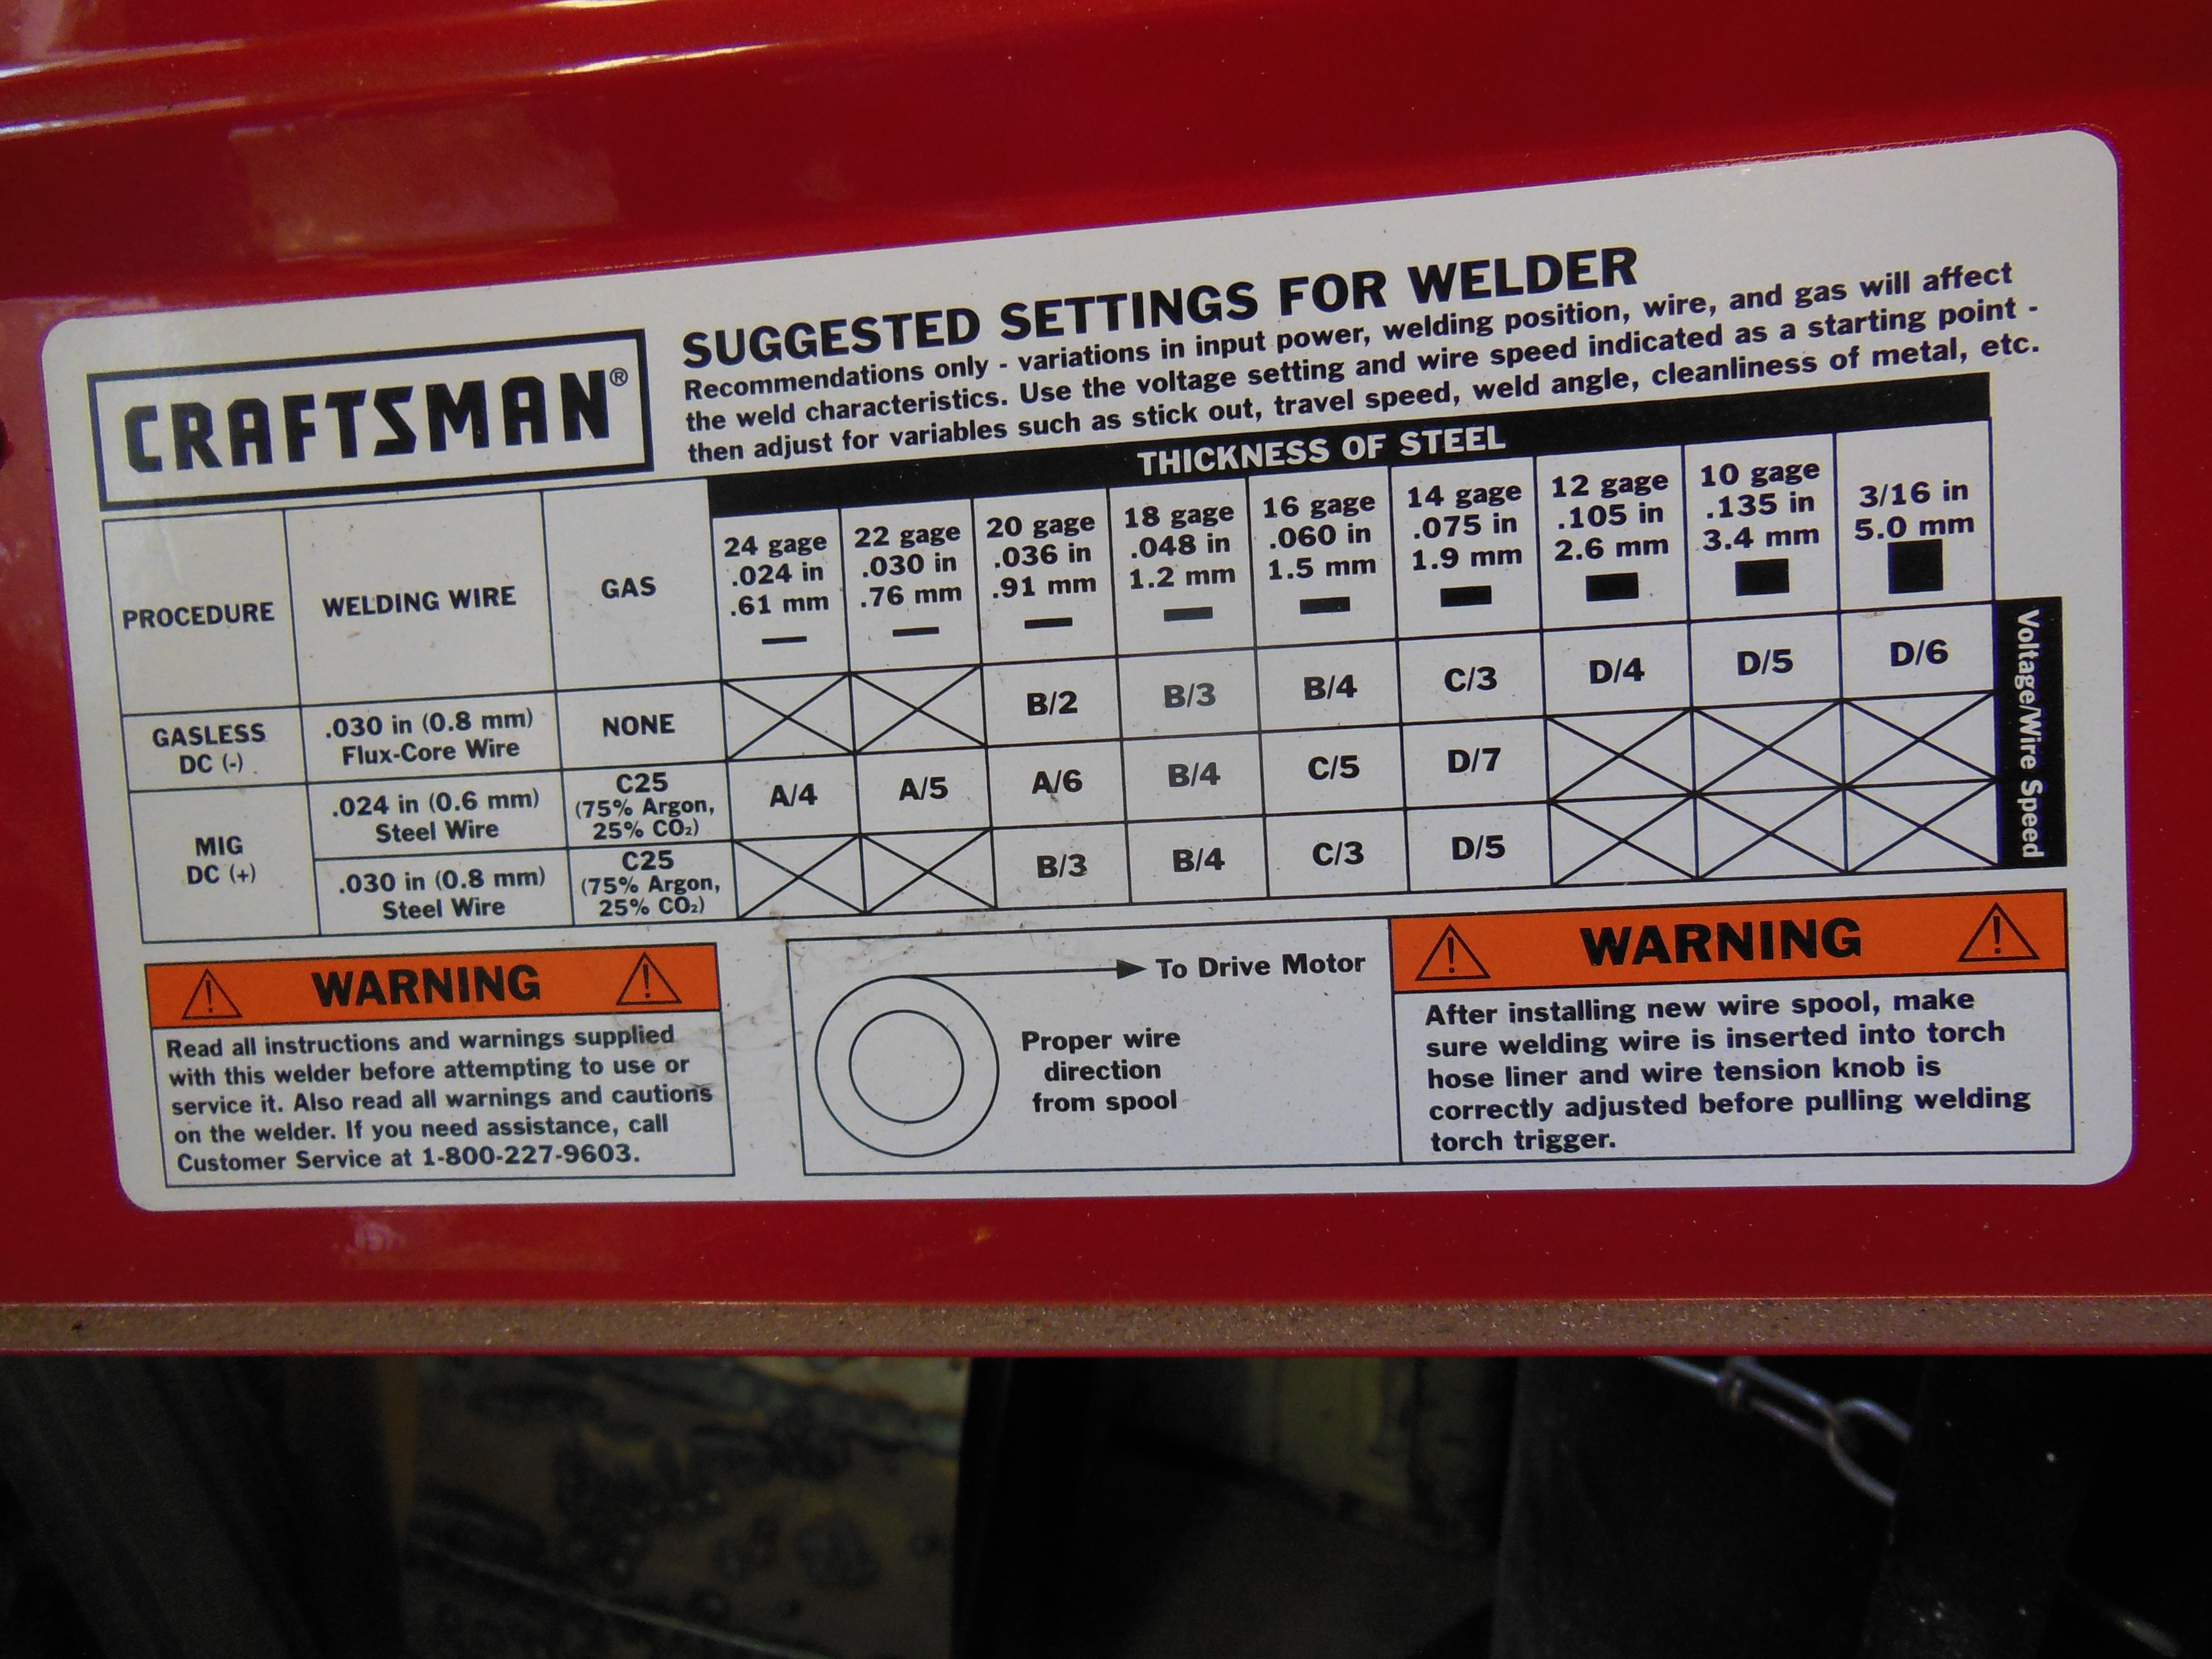 CRAFTSMAN®
SUGGESTED SETTINGS FOR WELDER
Recommendations only - variations in input power, welding position, wire, and gas will affect
the weld characteristics. Use the voltage setting and wire speed indicated as a starting point -
then adjust for variables such as stick out, travel speed, weld angle, cleanliness of metal, etc.
THICKNESS OF STEEL
PROCEDURE
WELDING WIRE
GAS
24 gage
.024 in
.61 mm
22 gage
.030 in
.76 mm
20 gage
.036 in
.91 mm
18 gage
.048 in
1.2 mm
16 gage
.060 in
1.5 mm
14 gage
.075 in
1.9 mm
12 gage
.105 in
2.6 mm
10 gage
.135 in
3.4 mm
3/16 in
5.0 mm
GASLESS
DC (-)
.030 in (0.8 mm)
Flux-Core Wire
NONE
B/2
B/3
B/4
C/3
D/4
D/5
D/6
MIG
DC (+)
.024 in (0.6 mm)
Steel Wire
C25
(75% Argon,
25% CO₂)
A/4
A/5
A/6
B/4
C/5
D/7
.030 in (0.8 mm)
Steel Wire
C25
(75% Argon,
25% CO₂)
B/3
B/4
C/3
D/5
Voltage/Wire Speed
WARNING
Read all instructions and warnings supplied
with this welder before attempting to use or
service it. Also read all warnings and cautions
on the welder. If you need assistance, call
Customer Service at 1-800-227-9603.
To Drive Motor
Proper wire
direction
from spool
WARNING
After installing new wire spool, make
sure welding wire is inserted into torch
hose liner and wire tension knob is
correctly adjusted before pulling welding
torch trigger.